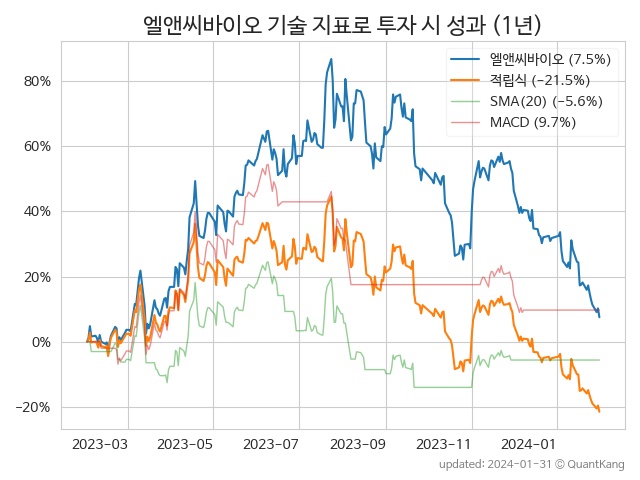 엘앤씨바이오 기술 지표로 투자 시 성과 (1년)
엘앤씨바이오 (7.5%)
적립식 (−21.5%)
SMA(20) (−5.6%)
MACD (9.7%)
80%
60%
40%
20%
0%
−20%
2023-03
2023-05
2023-07
2023-09
2023-11
2024-01
updated: 2024-01-31 © QuantKang